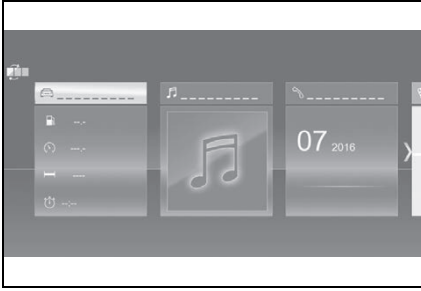 _ _ _ _ _ _ _ _ _
_ _ _ _ _ _ _ _ _
_ _ _ _ _ _ _ _ _
--.-
---.-
07 2016
----
--:--